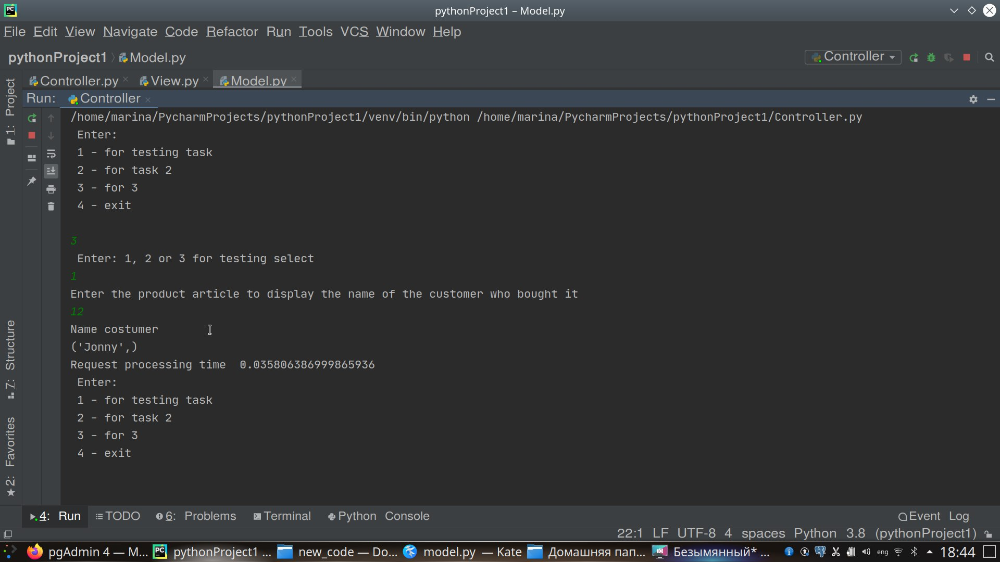 PC
pythonProject1 – Model.py
File Edit View Navigate Code Refactor Run Tools VCS Window Help
pythonProject1 Model.py
Controller
Controller.py View.py Model.py
Run: Controller
1: Project
7: Structure
2: Favorites
/home/marina/PycharmProjects/pythonProject1/venv/bin/python /home/marina/PycharmProjects/pythonProject1/Controller.py
Enter:
1 - for testing task
2 - for task 2
3 - for 3
4 - exit
3
Enter: 1, 2 or 3 for testing select
1
Enter the product article to display the name of the customer who bought it
12
Name costumer
('Jonny',)
Request processing time  0.035806386999865936
Enter:
1 - for testing task
2 - for task 2
3 - for 3
4 - exit
4: Run TODO 6: Problems Terminal Python Console Event Log
22:1 LF UTF-8 4 spaces Python 3.8 (pythonProject1)
pgAdmin 4 — M... PC pythonProject1 ... new_code — Do... model.py — Kate Домашняя пап... Безымянный* ... eng 18:44